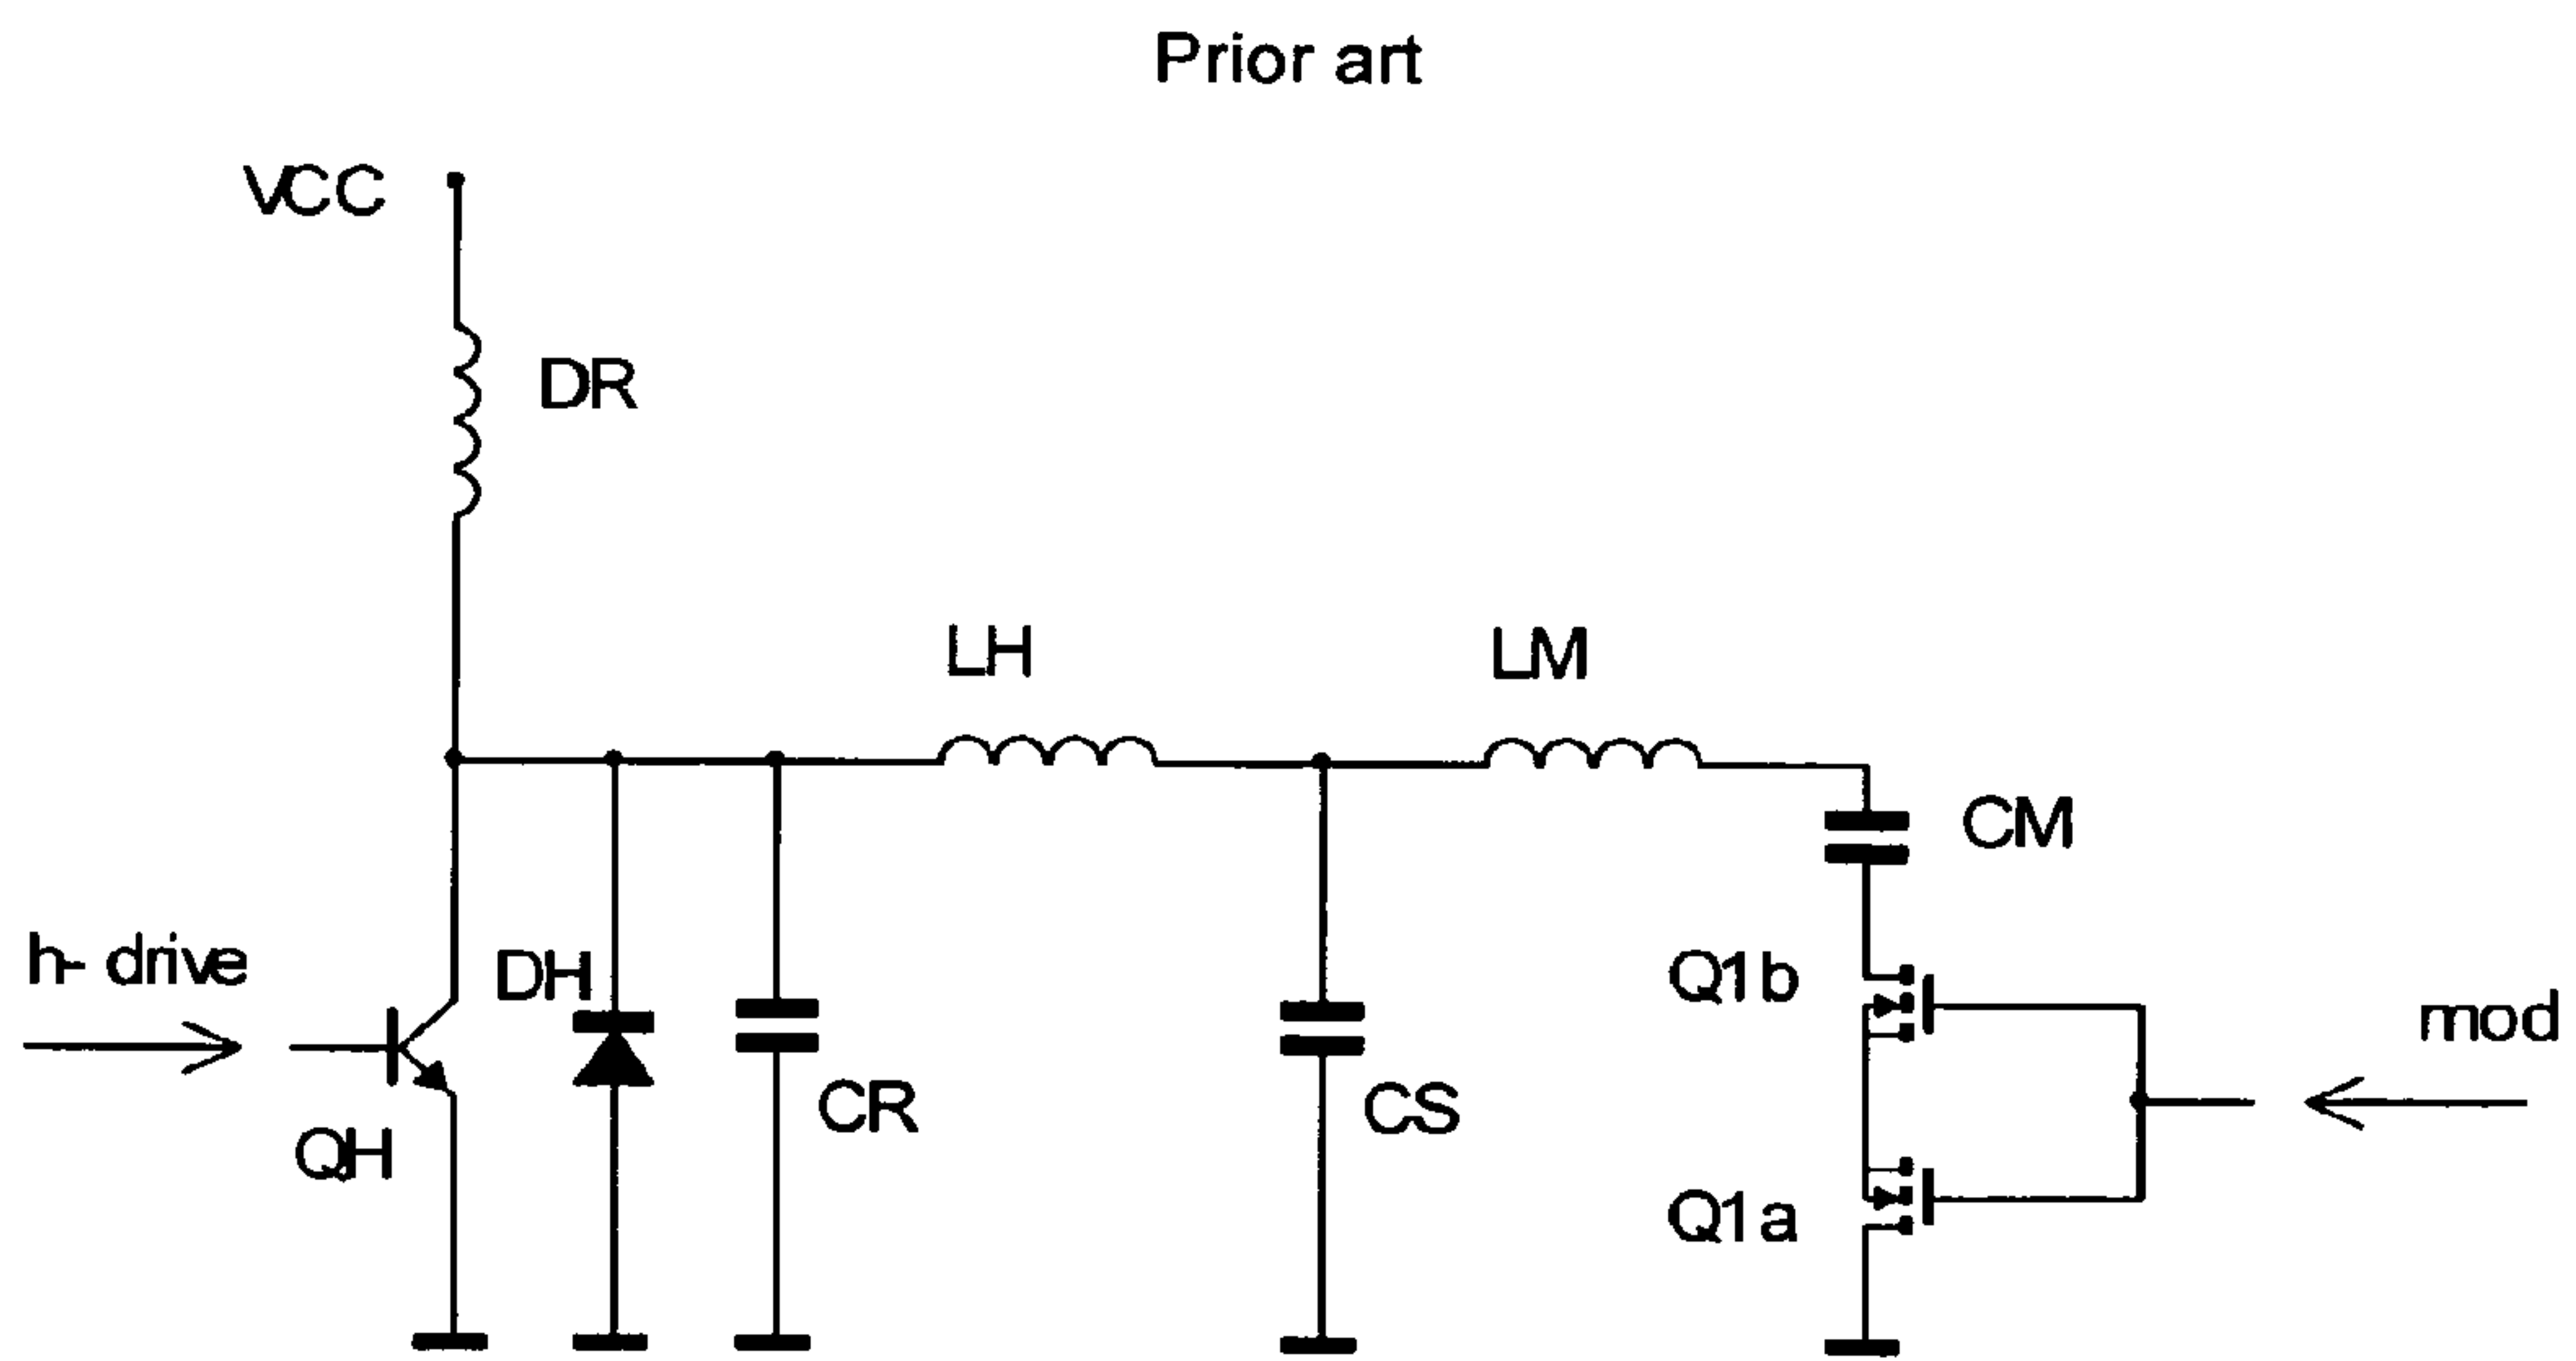 Prior art
VCC
DR
LH
LM
CM
h- drive
DH
Q1b
mod
CR
CS
QH
Q1a